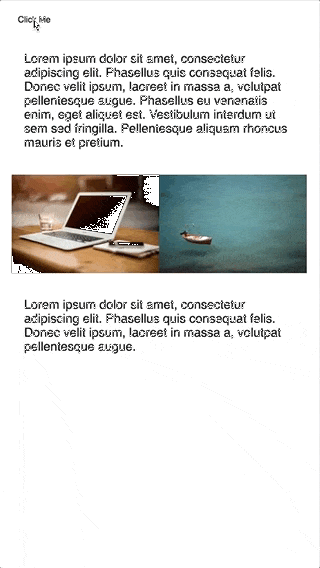 Click Me
Lorem ipsum dolor sit amet, consectetur
adipiscing elit. Phasellus quis consequat felis.
Donec velit ipsum, laoreet in massa a, volutpat
pellentesque augue. Phasellus eu venenatis
enim, eget aliquet est. Vestibulum interdum ut
sem sed fringilla. Pellentesque aliquam rhoncus
mauris et pretium.
Lorem ipsum dolor sit amet, consectetur
adipiscing elit. Phasellus quis consequat felis.
Donec velit ipsum, laoreet in massa a, volutpat
pellentesque augue.